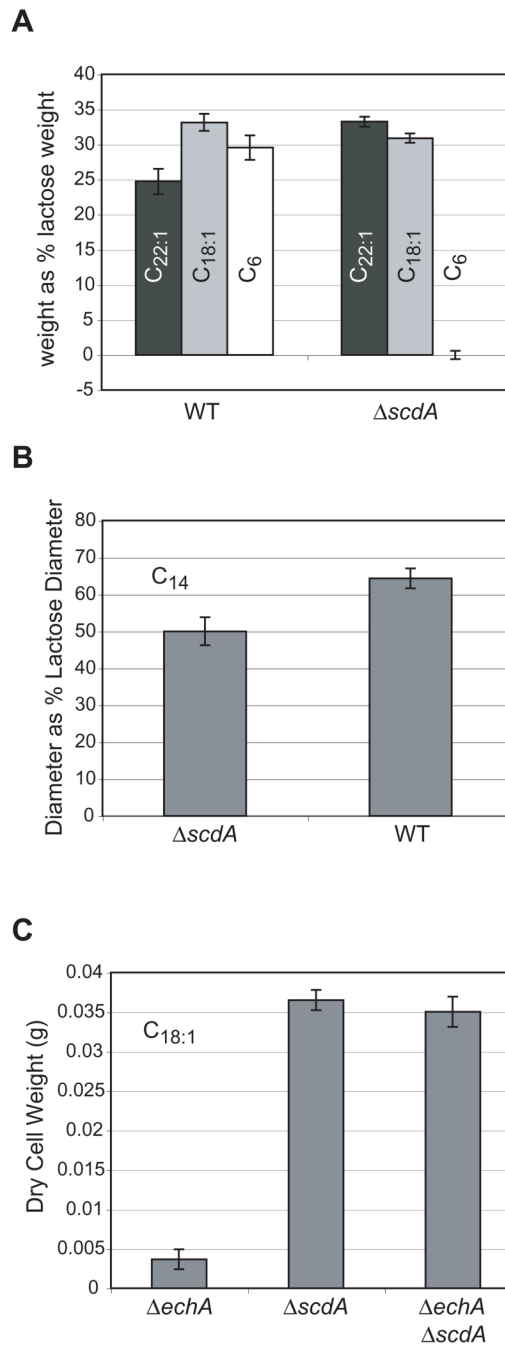 A
weight as % lactose weight
40
35
30
25
20
15
10
5
0
-5
C22:1
C18:1
C6
C22:1
C18:1
C6
WT
ΔscdA
B
Diameter as % Lactose Diameter
80
70
60
50
40
30
20
10
0
C14
ΔscdA
WT
C
Dry Cell Weight (g)
0.04
0.035
0.03
0.025
0.02
0.015
0.01
0.005
0
C18:1
ΔechA
ΔscdA
ΔechA
ΔscdA